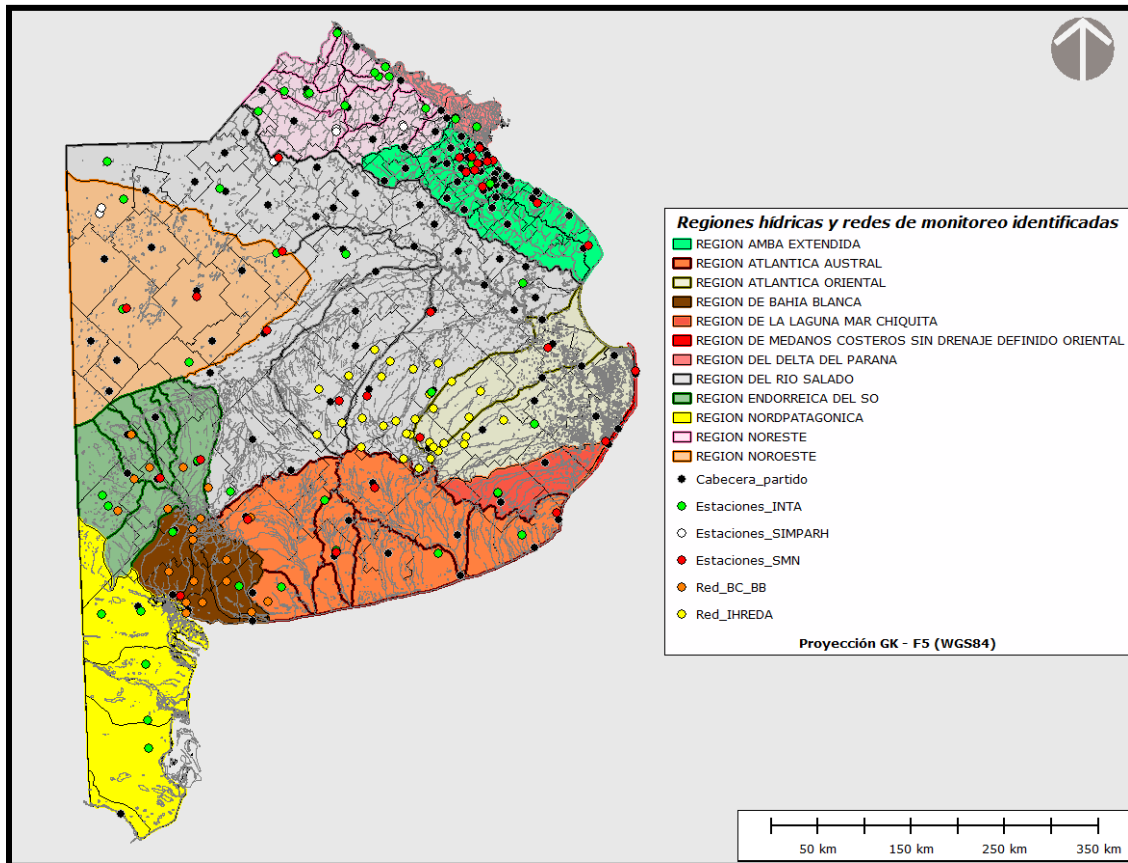 Regiones hídricas y redes de monitoreo identificadas
REGION AMBA EXTENDIDA
REGION ATLANTICA AUSTRAL
REGION ATLANTICA ORIENTAL
REGION DE BAHIA BLANCA
REGION DE LA LAGUNA MAR CHIQUITA
REGION DE MEDANOS COSTEROS SIN DRENAJE DEFINIDO ORIENTAL
REGION DEL DELTA DEL PARANA
REGION DEL RIO SALADO
REGION ENDORREICA DEL SO
REGION NORDPATAGONICA
REGION NORESTE
REGION NOROESTE
Cabecera_partido
Estaciones_INTA
Estaciones_SIMPARH
Estaciones_SMN
Red_BC_BB
Red_IHREDA
Proyección GK - F5 (WGS84)
50 km 150 km 250 km 350 km